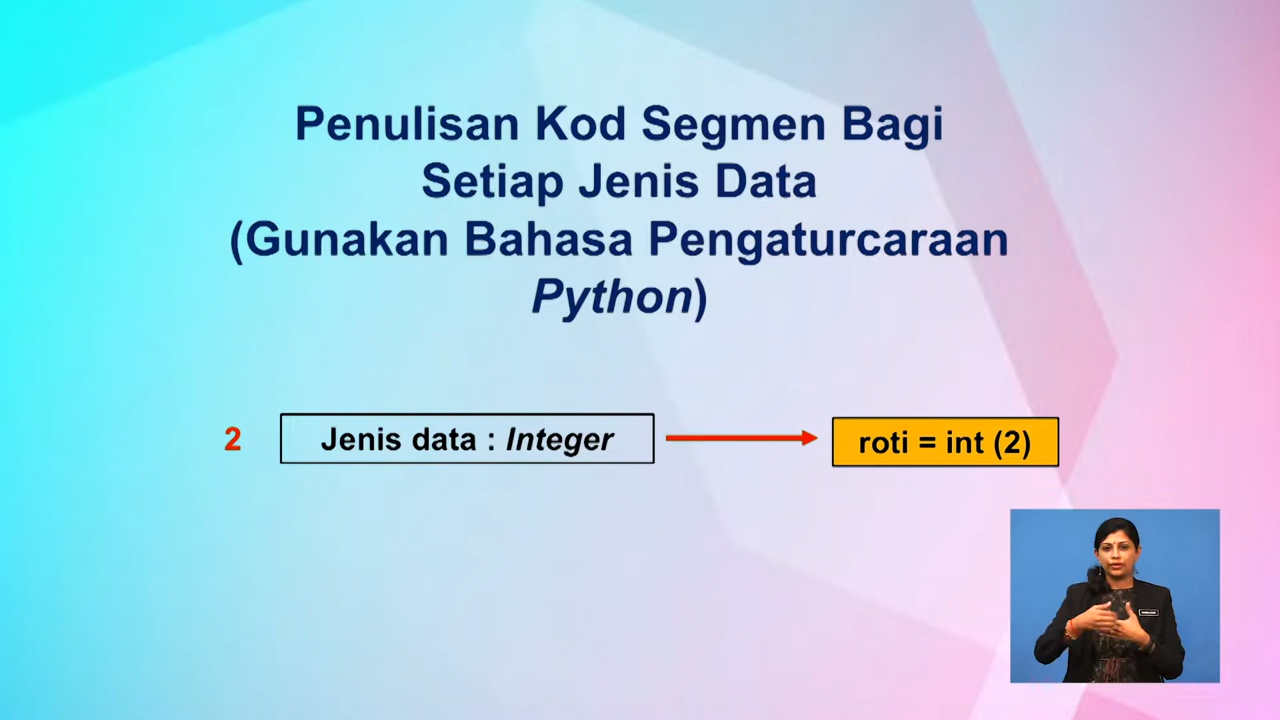 Penulisan Kod Segmen Bagi
Setiap Jenis Data
(Gunakan Bahasa Pengaturcaraan
Python)
2 Jenis data : Integer roti = int (2)